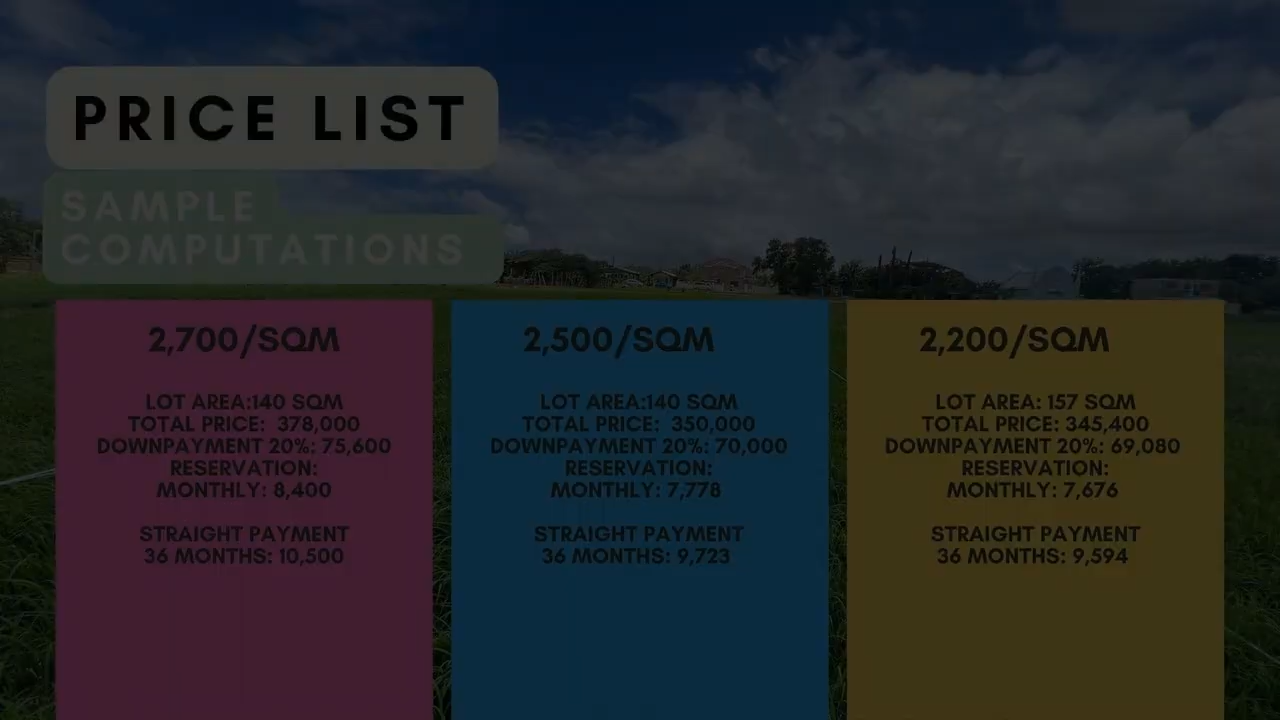 PRICE LIST
SAMPLE
COMPUTATIONS
2,700/SQM
LOT AREA:140 SQM
TOTAL PRICE: 378,000
DOWNPAYMENT 20%: 75,600
RESERVATION:
MONTHLY: 8,400
STRAIGHT PAYMENT
36 MONTHS: 10,500
2,500/SQM
LOT AREA:140 SQM
TOTAL PRICE: 350,000
DOWNPAYMENT 20%: 70,000
RESERVATION:
MONTHLY: 7,778
STRAIGHT PAYMENT
36 MONTHS: 9,723
2,200/SQM
LOT AREA: 157 SQM
TOTAL PRICE: 345,400
DOWNPAYMENT 20%: 69,080
RESERVATION:
MONTHLY: 7,676
STRAIGHT PAYMENT
36 MONTHS: 9,594